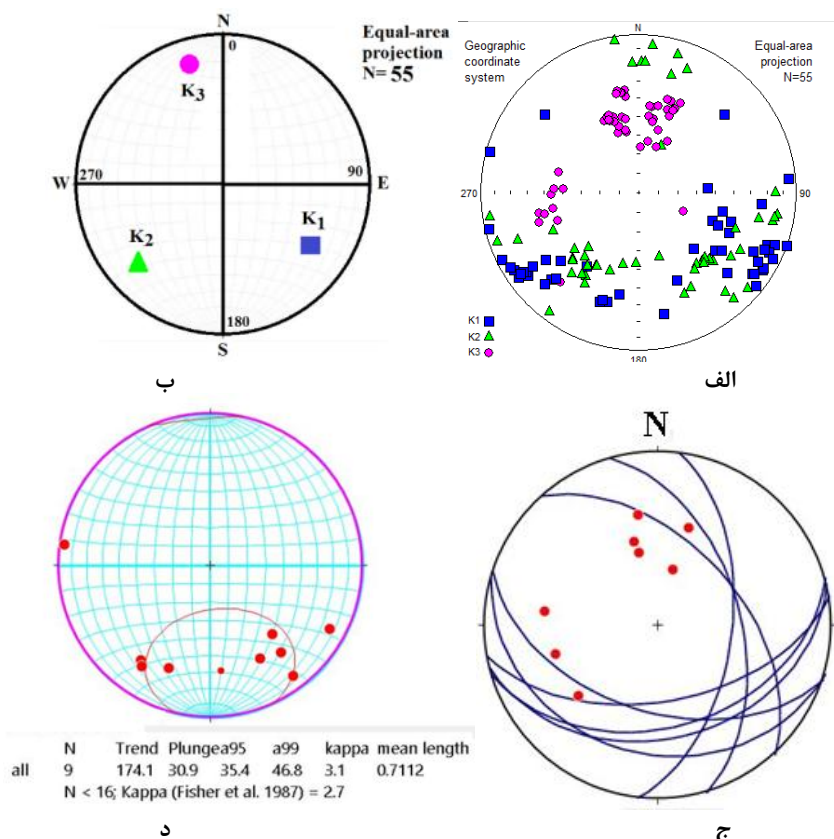 N
0
Equal-area
projection
N= 55
K3
W
270
90
E
K1
K2
180
S
ب
Geographic
coordinate
system
N
Equal-area
projection
N=55
270
90
K1
K2
K3
180
الف
N Trend Plungea95 a99 kappa mean length
all 9 174.1 30.9 35.4 46.8 3.1 0.7112
N < 16; Kappa (Fisher et al. 1987) = 2.7
د
N
ج